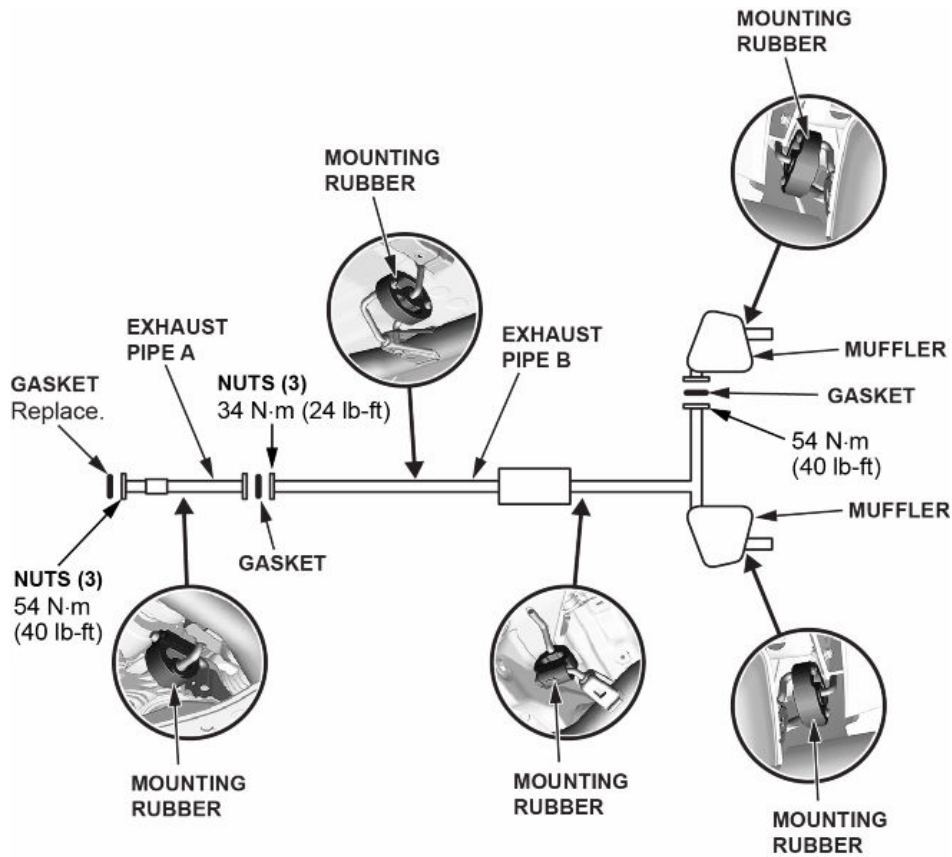 MOUNTING
RUBBER
MOUNTING
RUBBER
EXHAUST
PIPE A
EXHAUST
PIPE B
MUFFLER
GASKET
Replace.
NUTS (3)
34 N·m (24 lb-ft)
GASKET
54 N·m
(40 lb-ft)
MUFFLER
GASKET
NUTS (3)
54 N·m
(40 lb-ft)
MOUNTING
RUBBER
MOUNTING
RUBBER
MOUNTING
RUBBER